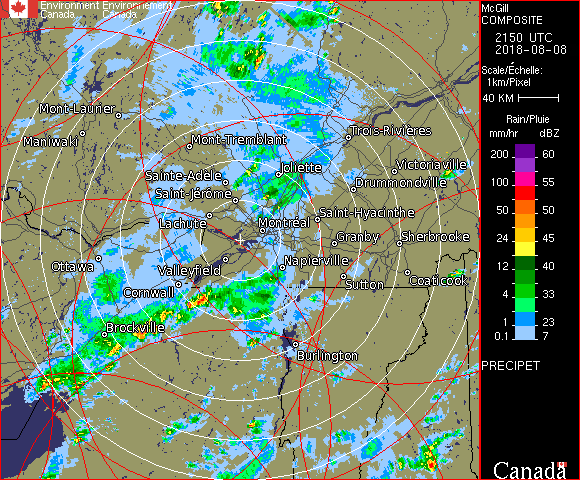 Environment Environnement
Canada Canada
Mont-Laurier
Maniwaki
Mont-Tremblant
Trois-Rivières
Sainte-Adèle
Joliette
Victoriaville
Saint-Jérôme
Drummondville
Lachute
Montréal
Saint-Hyacinthe
Granby
Sherbrooke
Ottawa
Valleyfield
Napierville
Cornwall
Sutton
Coaticook
Brockville
Burlington
McGill
COMPOSITE
2150 UTC
2018-08-08
Scale/Échelle:
1km/Pixel
40 KM
Rain/Pluie
mm/hr dBZ
200 60
100 55
50 50
24 45
12 40
4 33
1 23
0.1 7
PRECIPET
Canada